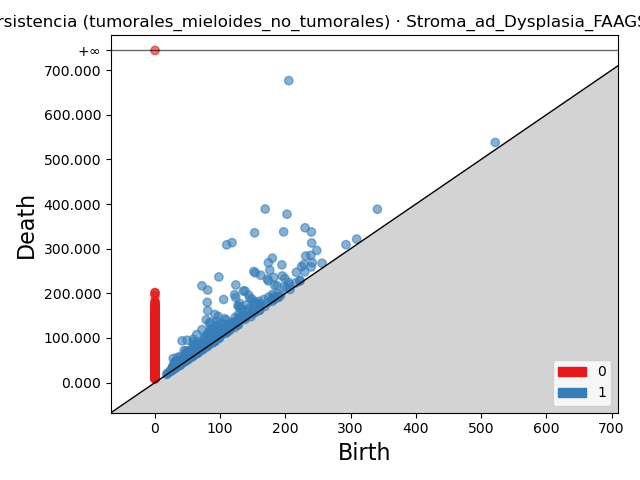 rsistencia (tumorales_mieloides_no_tumorales) · Stroma_ad_Dysplasia_FAAGS
+∞
700.000
600.000
500.000
400.000
300.000
200.000
100.000
0.000
Death
0
1
0 100 200 300 400 500 600 700
Birth